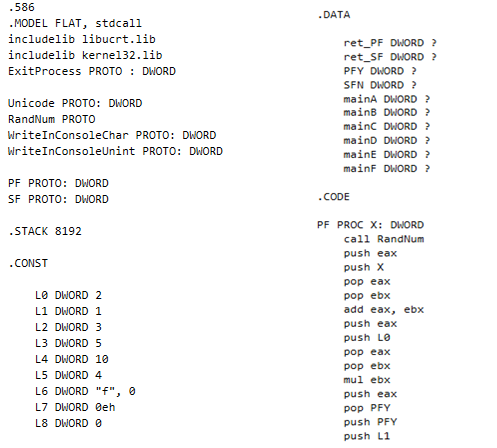 .586
.MODEL FLAT, stdcall
includelib libucrt.lib
includelib kernel32.lib
ExitProcess PROTO : DWORD
Unicode PROTO: DWORD
RandNum PROTO
WriteInConsoleChar PROTO: DWORD
WriteInConsoleUnint PROTO: DWORD
PF PROTO: DWORD
SF PROTO: DWORD
.STACK 8192
.CONST
L0 DWORD 2
L1 DWORD 1
L2 DWORD 3
L3 DWORD 5
L4 DWORD 10
L5 DWORD 4
L6 DWORD "f", 0
L7 DWORD 0eh
L8 DWORD 0
.DATA
ret_PF DWORD ?
ret_SF DWORD ?
PFY DWORD ?
SFN DWORD ?
mainA DWORD ?
mainB DWORD ?
mainC DWORD ?
mainD DWORD ?
mainE DWORD ?
mainF DWORD ?
.CODE
PF PROC X: DWORD
call RandNum
push eax
push X
pop eax
pop ebx
add eax, ebx
push eax
push L0
pop eax
pop ebx
mul ebx
push eax
pop PFY
push PFY
push L1